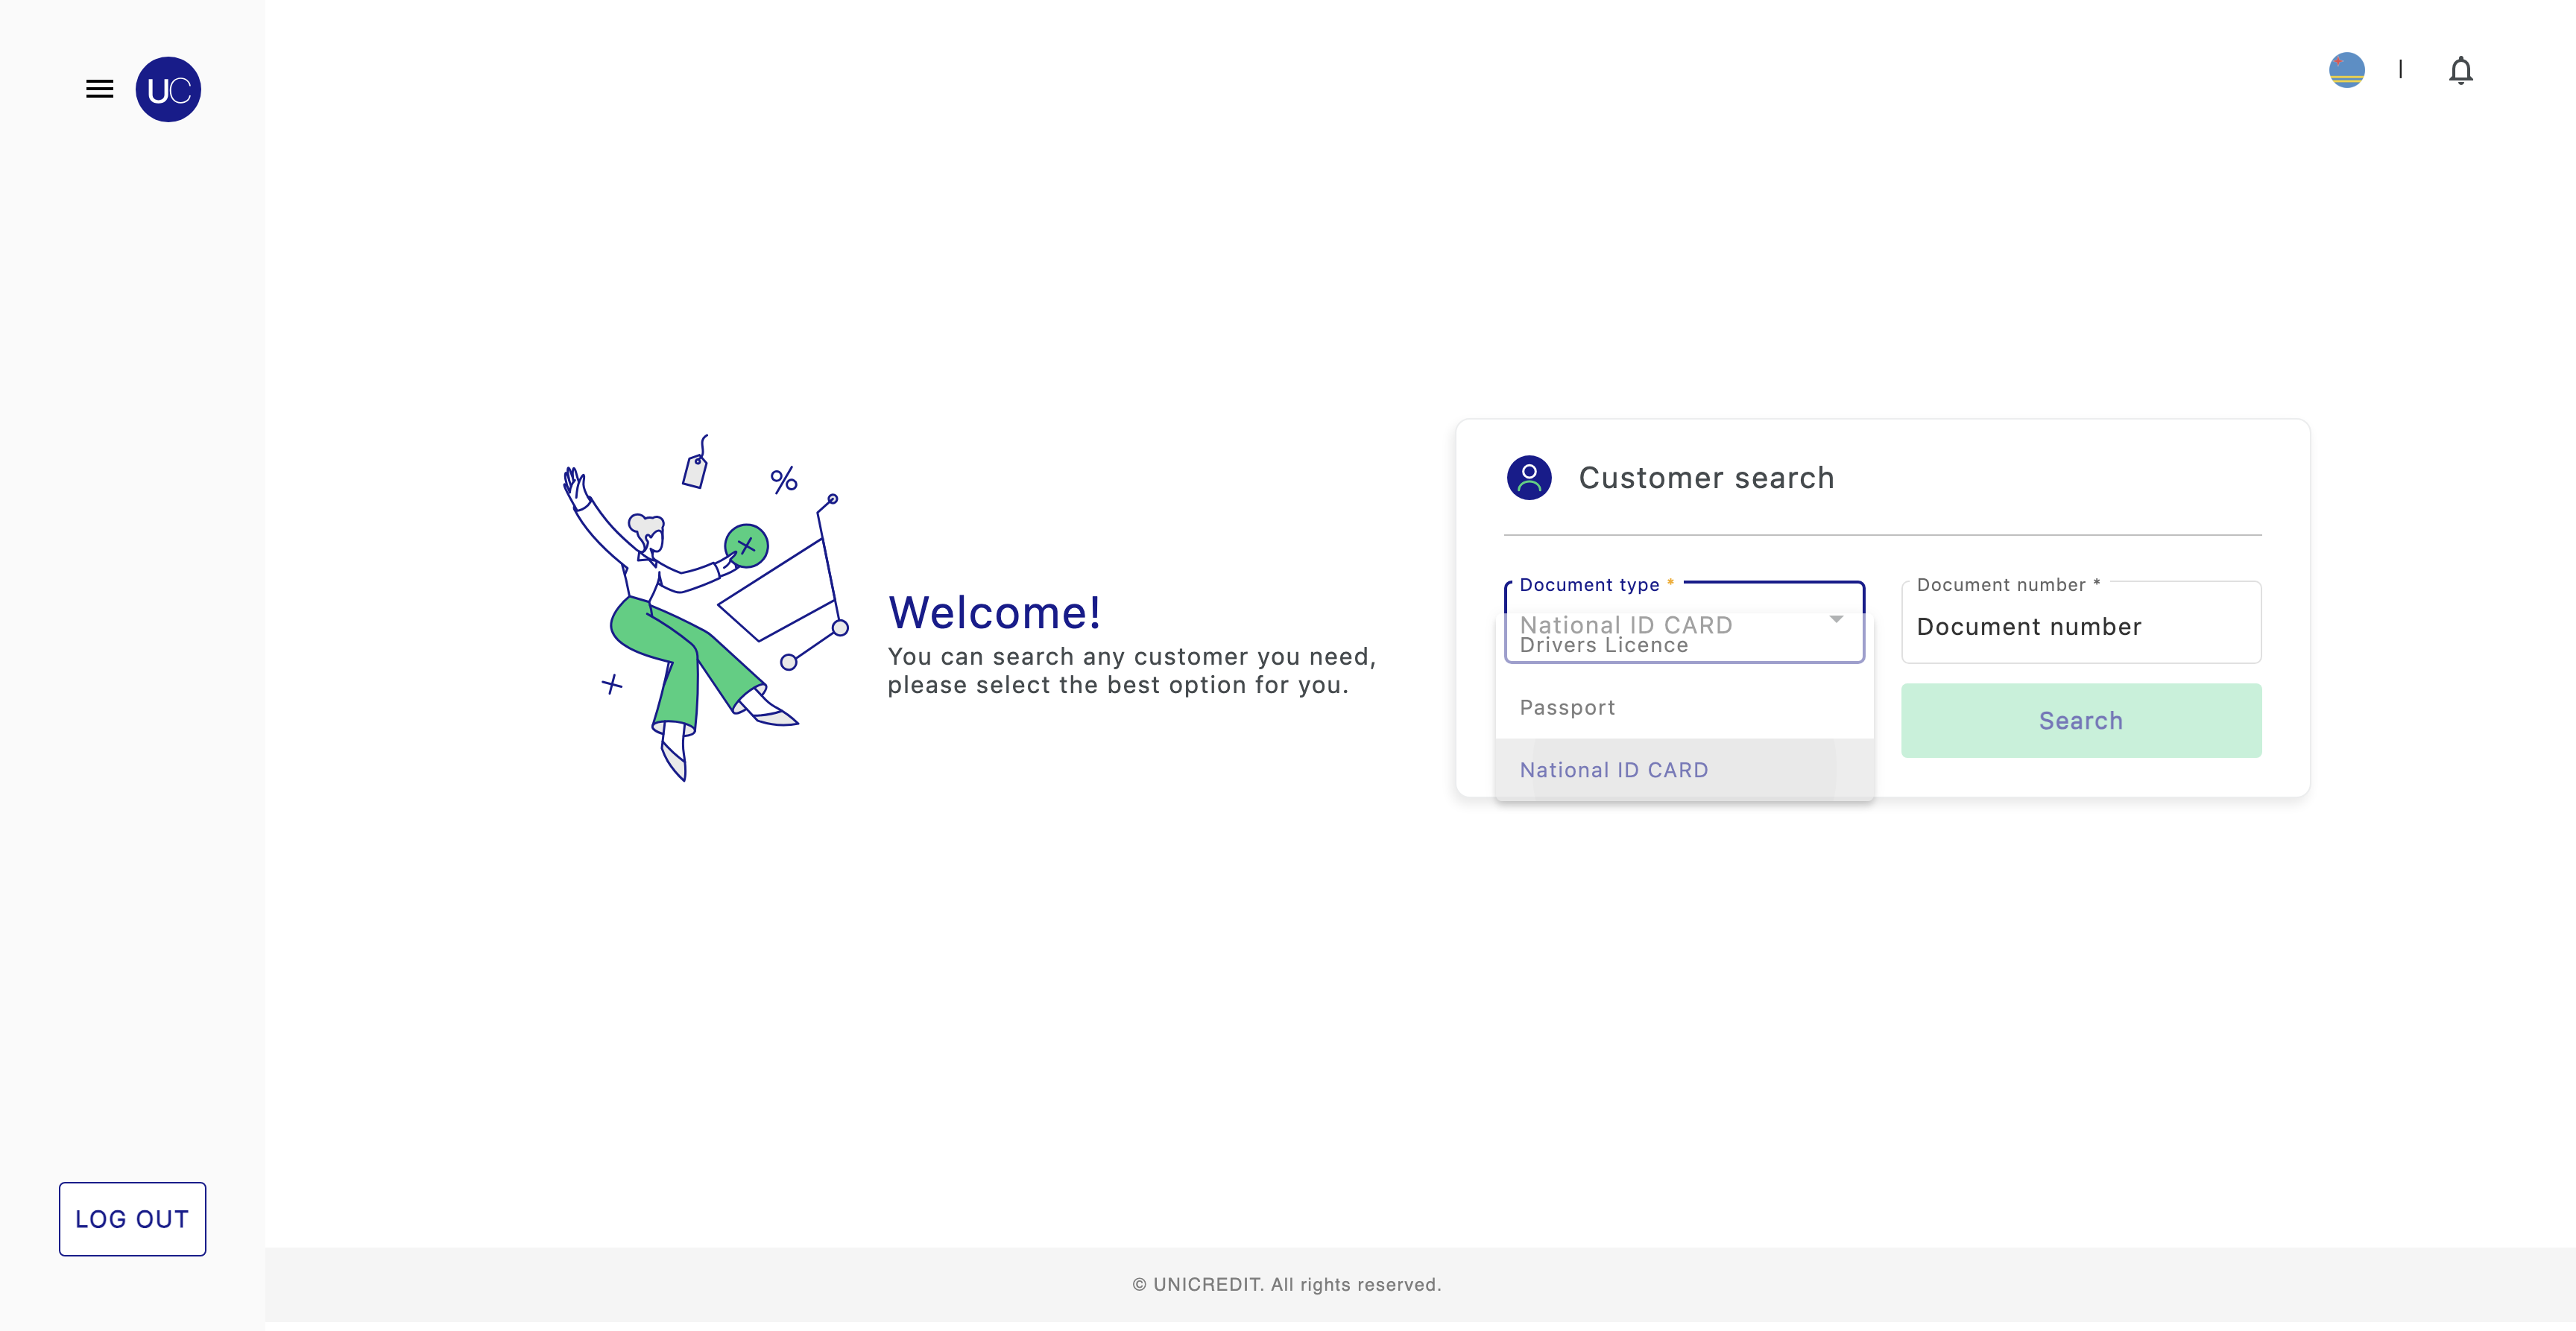 UC
Welcome!
You can search any customer you need,
please select the best option for you.
%
Customer search
Document type *
National ID CARD
Drivers Licence
Passport
National ID CARD
Document number *
Document number
Search
LOG OUT
© UNICREDIT. All rights reserved.